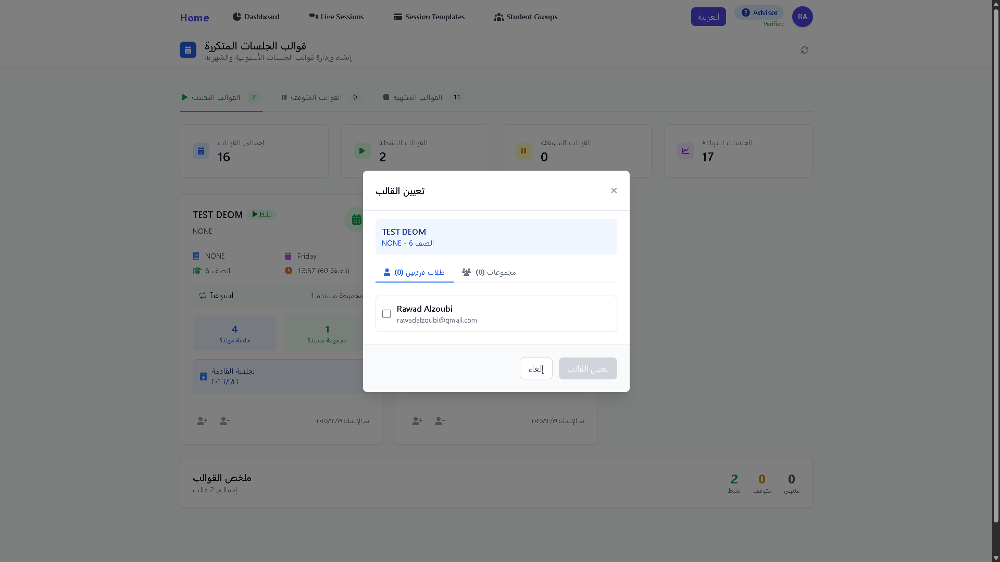 Home
Dashboard
Live Sessions
Session Templates
Student Groups
العربية
Advisor
Verified
RA
قوالب الجلسات المتكررة
إنشاء وإدارة قوالب الجلسات الأسبوعية والشهرية
القوالب النشطة 2
القوالب المتوقفة 0
القوالب المنتهية 14
إجمالي القوالب
16
القوالب النشطة
2
القوالب المتوقفة
0
الجلسات المولدة
17
TEST DEOM
نشط
NONE
NONE
Friday
الصف 6
13:57 (60 دقيقة)
أسبوعياً
1 مجموعة مسندة
4
جلسة مولدة
1
مجموعة مسندة
الجلسة القادمة
١٦‏/١‏/٢٠٢٦
تم الإنشاء: ١٩‏/١٢‏/٢٠٢٥
تم الإنشاء: ١٩‏/١٢‏/٢٠٢٥
تعيين القالب
TEST DEOM
NONE - الصف 6
طلاب فرديين (0)
مجموعات (0)
Rawad Alzoubi
rawadalzoubi@gmail.com
إلغاء
تعيين القالب
ملخص القوالب
إجمالي 2 قالب
2
نشط
0
متوقف
0
منتهي